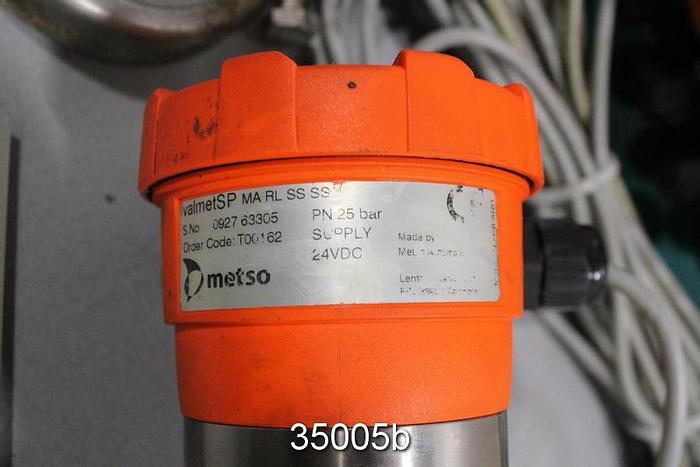 valmetSP MA RL SS SS
S No 0927 63305
Order Code: T00162
PN 25 bar
SUPPLY
24VDC
metso
Made by
35005b